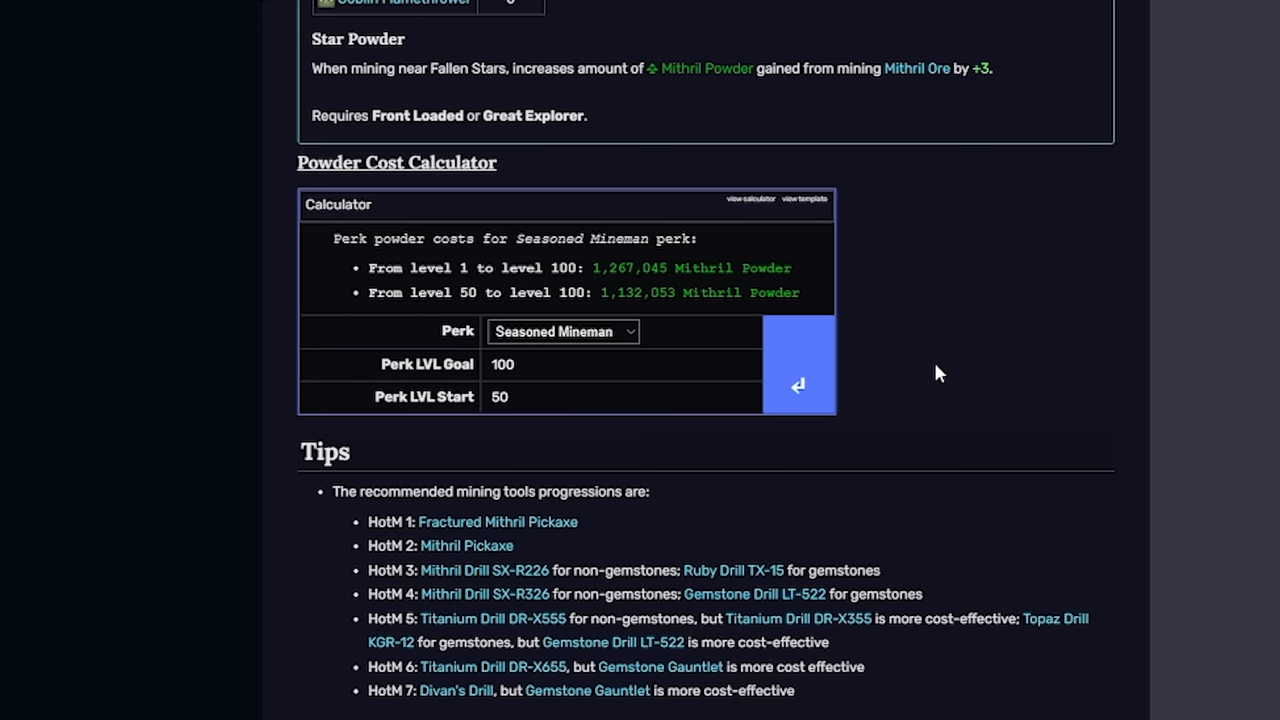 Goblin Flamethrower
Star Powder
When mining near Fallen Stars, increases amount of Mithril Powder gained from mining Mithril Ore by +3.
Requires Front Loaded or Great Explorer.
Powder Cost Calculator
Calculator view calculator view template
Perk powder costs for Seasoned Mineman perk:
• From level 1 to level 100: 1,267,045 Mithril Powder
• From level 50 to level 100: 1,132,053 Mithril Powder
Perk Seasoned Mineman
Perk LVL Goal 100
Perk LVL Start 50
Tips
• The recommended mining tools progressions are:
• HotM 1: Fractured Mithril Pickaxe
• HotM 2: Mithril Pickaxe
• HotM 3: Mithril Drill SX-R226 for non-gemstones; Ruby Drill TX-15 for gemstones
• HotM 4: Mithril Drill SX-R326 for non-gemstones; Gemstone Drill LT-522 for gemstones
• HotM 5: Titanium Drill DR-X555 for non-gemstones, but Titanium Drill DR-X355 is more cost-effective; Topaz Drill
KGR-12 for gemstones, but Gemstone Drill LT-522 is more cost-effective
• HotM 6: Titanium Drill DR-X655, but Gemstone Gauntlet is more cost effective
• HotM 7: Divan's Drill, but Gemstone Gauntlet is more cost-effective